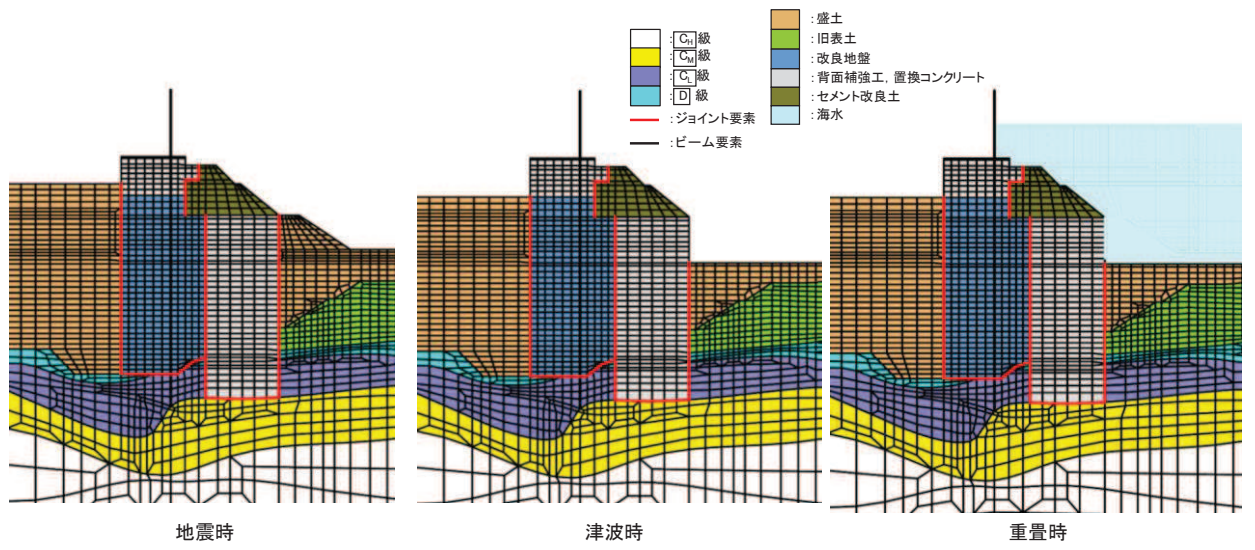 ：CH級
：CM級
：CL級
：D 級
：ジョイント要素
：ビーム要素
：盛土
：旧表土
：改良地盤
：背面補強工，置換コンクリート
：セメント改良土
：海水
地震時
津波時
重畳時